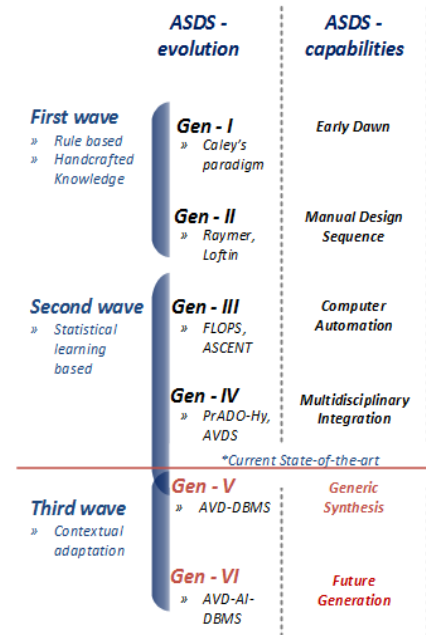 ASDS - evolution
ASDS - capabilities
First wave
» Rule based
» Handcrafted
Knowledge
Gen - I
» Caley's
paradigm
Early Dawn
Gen - II
» Raymer,
Loftin
Manual Design
Sequence
Second wave
» Statistical
learning
based
Gen - III
» FLOPS,
ASCENT
Computer
Automation
Gen - IV
» PrADO-Hy,
AVDS
Multidisciplinary
Integration
*Current State-of-the-art
Third wave
» Contextual
adaptation
Gen - V
» AVD-DBMS
Generic
Synthesis
Gen - VI
» AVD-AI-
DBMS
Future
Generation